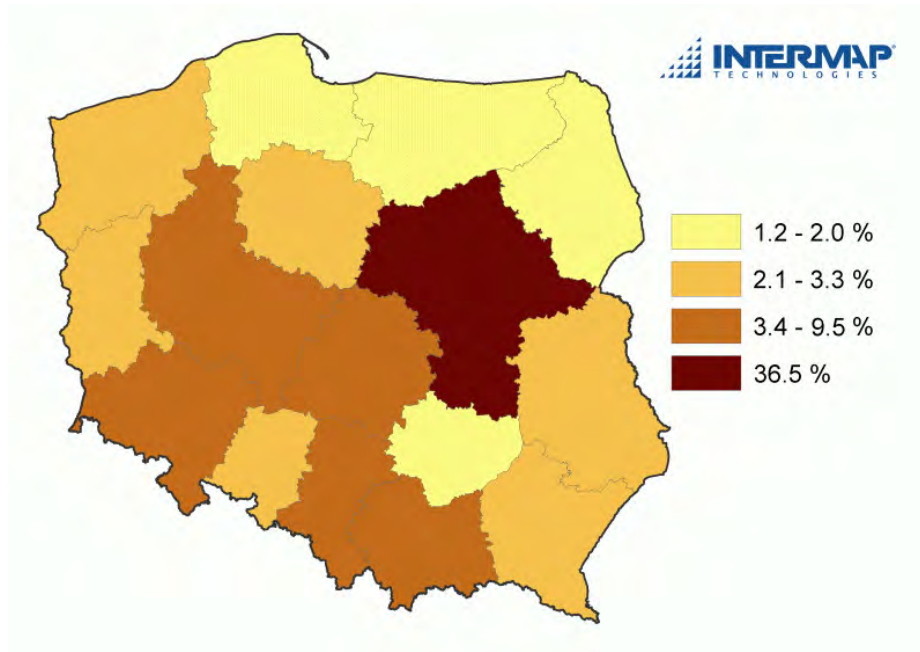 INTERMAP®
TECHNOLOGIES
1.2 - 2.0 %
2.1 - 3.3 %
3.4 - 9.5 %
36.5 %